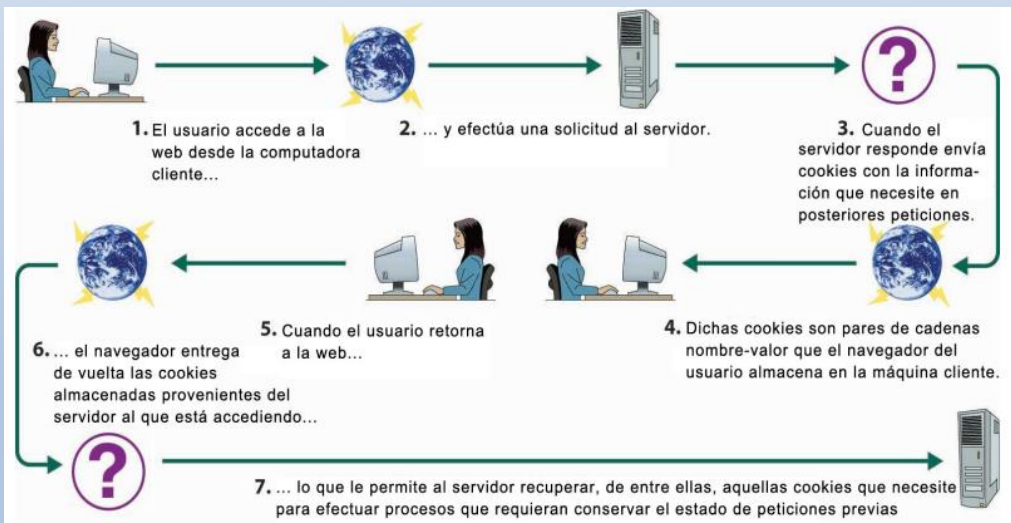 1. El usuario accede a la
web desde la computadora
cliente...
2. ... y efectúa una solicitud al servidor.
?
3. Cuando el
servidor responde envía
cookies con la informa-
ción que necesite en
posteriores peticiones.
4. Dichas cookies son pares de cadenas
nombre-valor que el navegador del
usuario almacena en la máquina cliente.
5. Cuando el usuario retorna
a la web...
6. ... el navegador entrega
de vuelta las cookies
almacenadas provenientes del
servidor al que está accediendo...
?
7. ... lo que le permite al servidor recuperar, de entre ellas, aquellas cookies que necesite
para efectuar procesos que requieran conservar el estado de peticiones previas